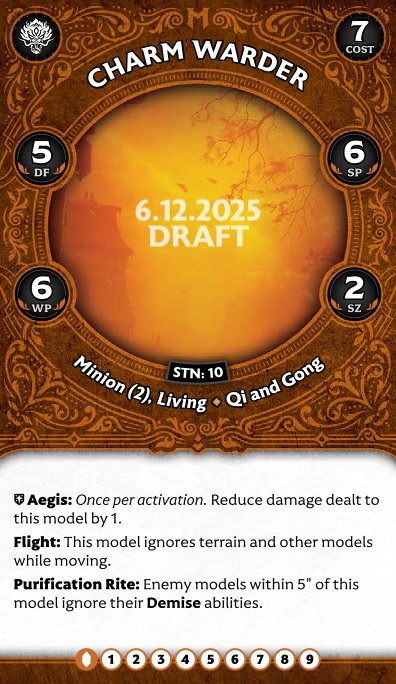 7
COST
CHARM WARDER
5
DF
6
SP
6.12.2025
DRAFT
6
WP
2
SZ
STN: 10
Minion (2), Living ◆ Qi and Gong
Aegis: Once per activation. Reduce damage dealt to
this model by 1.
Flight: This model ignores terrain and other models
while moving.
Purification Rite: Enemy models within 5" of this
model ignore their Demise abilities.
1 2 3 4 5 6 7 8 9